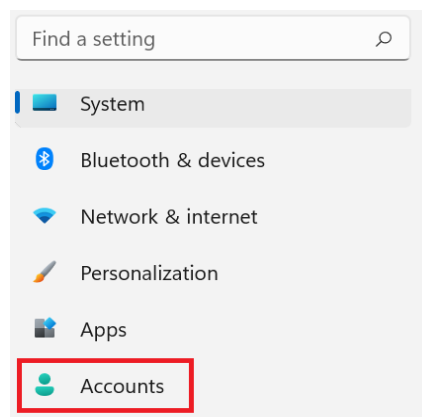 Find a setting
System
Bluetooth & devices
Network & internet
Personalization
Apps
Accounts